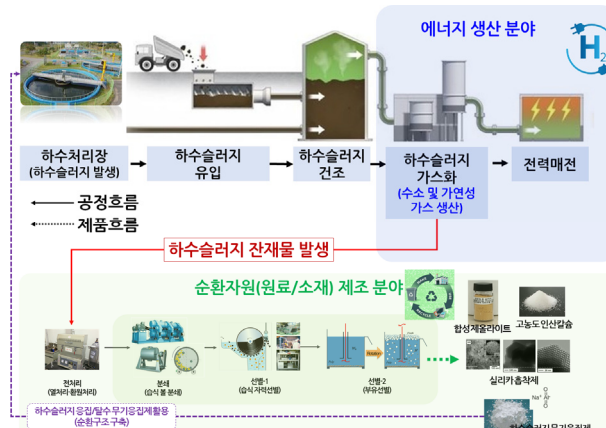 에너지 생산 분야
H₂
하수처리장
(하수슬러지 발생)
하수슬러지
유입
하수슬러지
건조
하수슬러지
가스화
(수소 및 가연성
가스 생산)
전력매전
공정흐름
제품흐름
하수슬러지 잔재물 발생
순환자원(원료/소재) 제조 분야
합성제올라이트
고농도인산칼슘
전처리
(열처리·환원처리)
분쇄
(습식 볼 분쇄)
선별-1
(습식 자력선별)
선별-2
(부유선별)
실리카흡착제
하수슬러지 응집/탈수 무기응집제활용
(순환구조 구축)
Na⁺